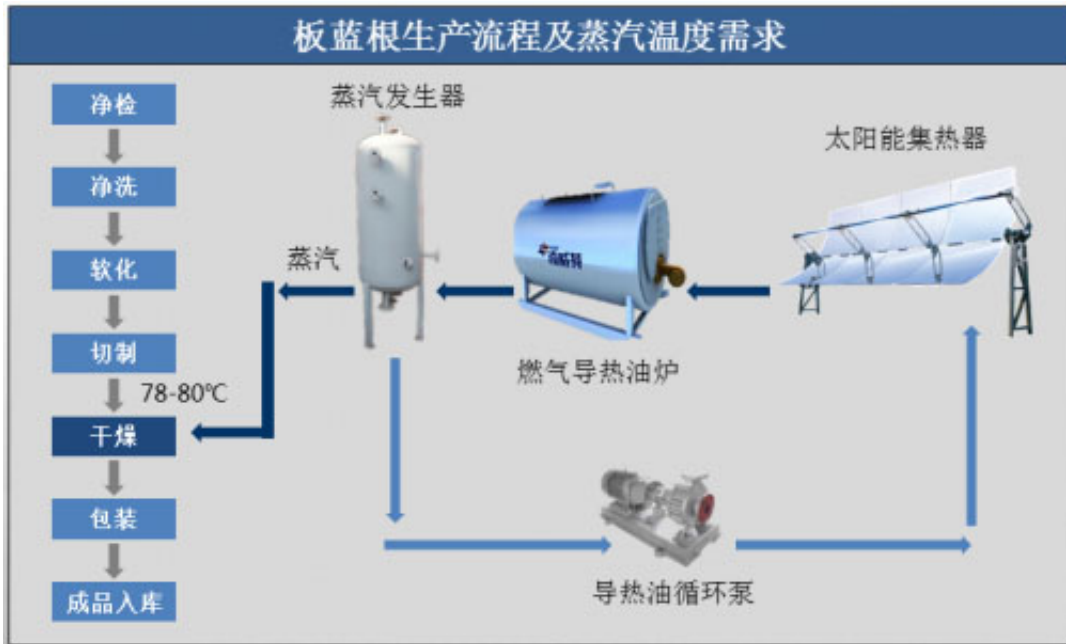 板蓝根生产流程及蒸汽温度需求
净检
净洗
软化
切制
78-80℃
干燥
包装
成品入库
蒸汽发生器
蒸汽
燃气导热油炉
太阳能集热器
导热油循环泵